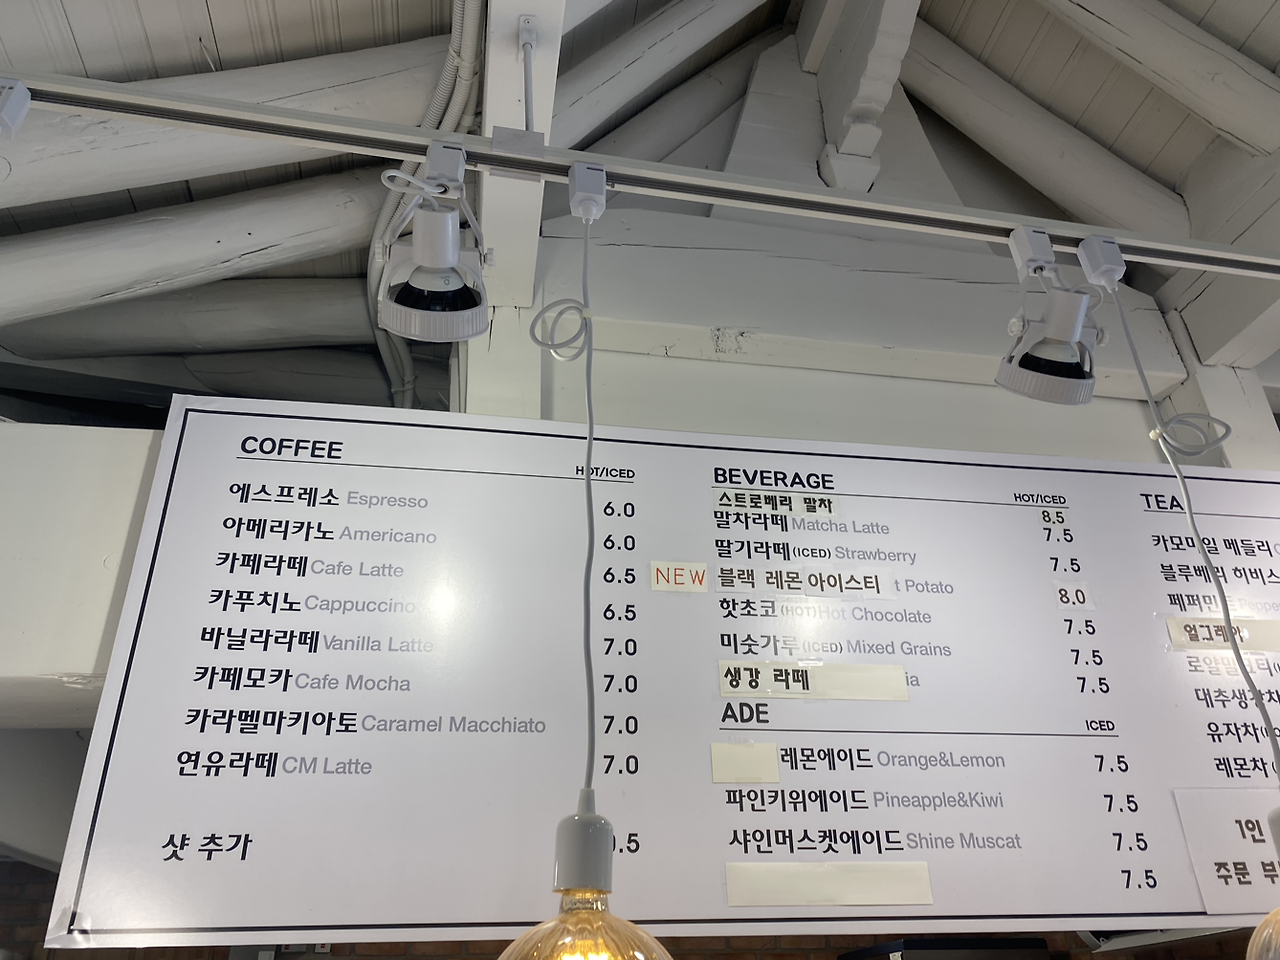 COFFEE
HOT/ICED
에스프레소 Espresso 6.0
아메리카노 Americano 6.0
카페라떼 Cafe Latte 6.5
카푸치노 Cappuccino 6.5
바닐라라떼 Vanilla Latte 7.0
카페모카 Cafe Mocha 7.0
카라멜마키아토 Caramel Macchiato 7.0
연유라떼 CM Latte 7.0
샷 추가 .5
BEVERAGE
HOT/ICED
스트로베리 말차 8.5
말차라떼 Matcha Latte 7.5
딸기라떼(ICED) Strawberry 7.5
NEW 블랙 레몬 아이스티 t Potato 8.0
핫초코(HOT) Hot Chocolate 7.5
미숫가루(ICED) Mixed Grains 7.5
생강 라떼 ia 7.5
ADE
ICED
레몬에이드 Orange&Lemon 7.5
파인키위에이드 Pineapple&Kiwi 7.5
샤인머스켓에이드 Shine Muscat 7.5
7.5
TEA
카모마일 메들리
블루베리 히비스
페퍼민 Peppe
얼그레이
대추생강차
유자차
레몬차
1인
주문